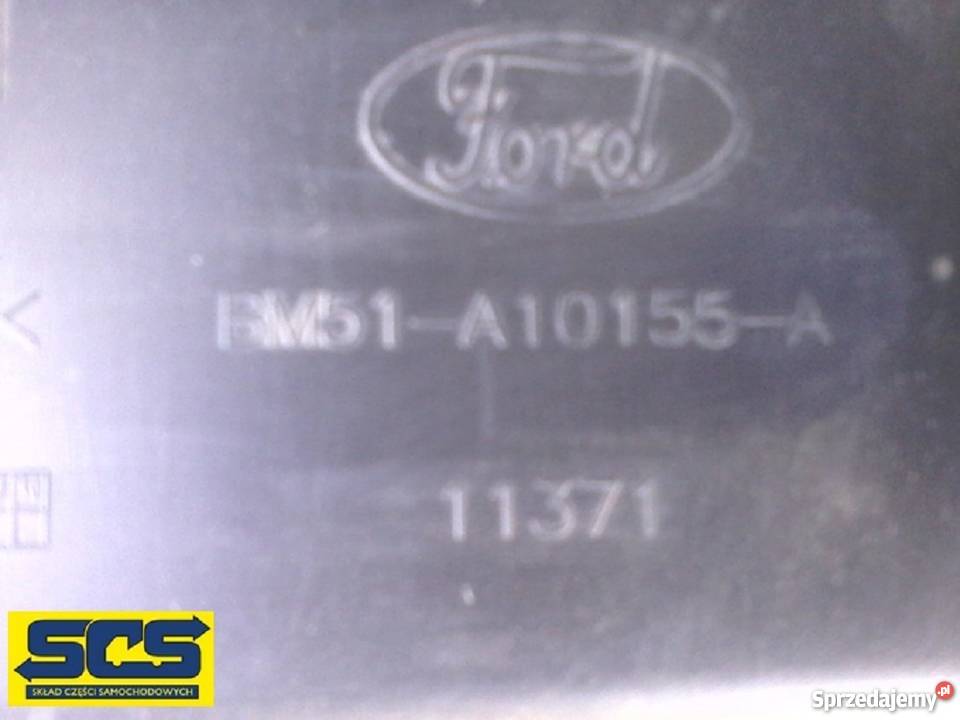 Ford
BM51-A10155-A
11371
SCS
SKŁAD CZĘŚCI SAMOCHODOWYCH
Sprzedajemy.pl